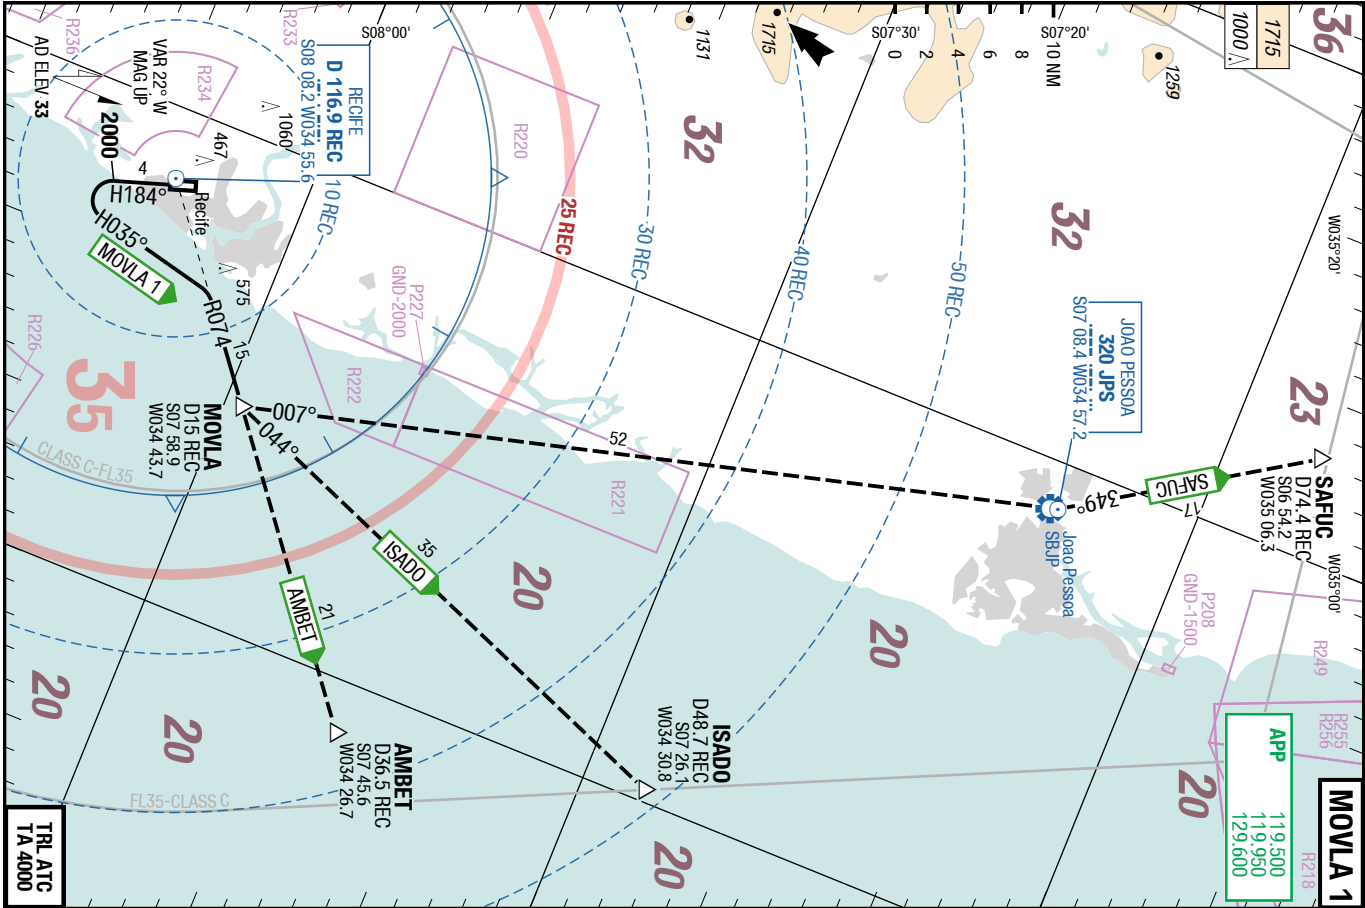 MOVLA 1
36
1715
1000
1259
S07°20'
S07°30'
S08°00'
0
2
4
6
8
10 NM
1715
1131
R236
R233
R234
R220
VAR 22° W
MAG UP
AD ELEV 33
RECIFE
D 116.9 REC
S08 08.2 W034 55.6
1060
467
575
2000
4
H184°
Recife
H035°
MOVLA 1
R074
15
10 REC
25 REC
30 REC
40 REC
50 REC
32
32
23
35
20
20
20
20
20
20
W035°20'
W035°00'
P227
GND-2000
R222
R221
R226
MOVLA
D15 REC
S07 58.9
W034 43.7
CLASS C-FL35
FL35-CLASS C
007°
044°
52
35
ISADO
21
AMBET
JOAO PESSOA
320 JPS
S07 08.4 W034 57.2
349°
SAFUC
17
SAFUC
D74.4 REC
S06 54.2
W035 06.3
Joao Pessoa
SBJP
P208
GND-1500
R249
R255
R256
R218
ISADO
D48.7 REC
S07 26.1
W034 30.8
AMBET
D36.5 REC
S07 45.6
W034 26.7
APP
119.500
119.950
129.600
TRL ATC
TA 4000